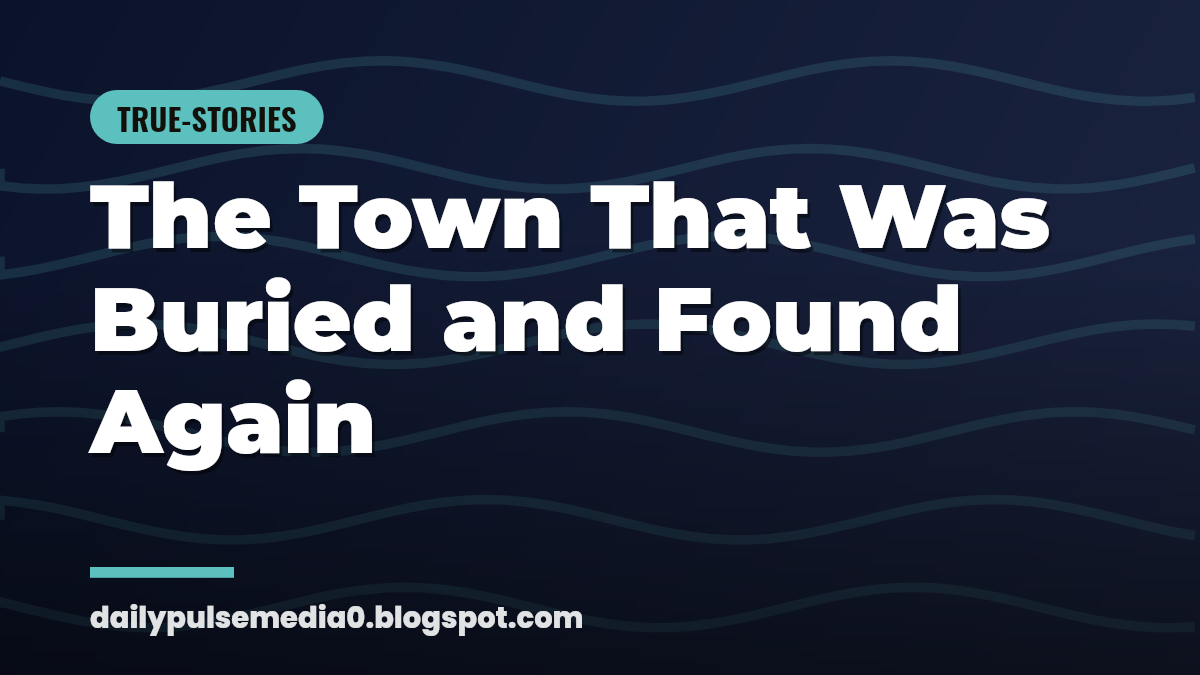 TRUE-STORIES
The Town That Was
Buried and Found
Again
dailypulsemedia0.blogspot.com